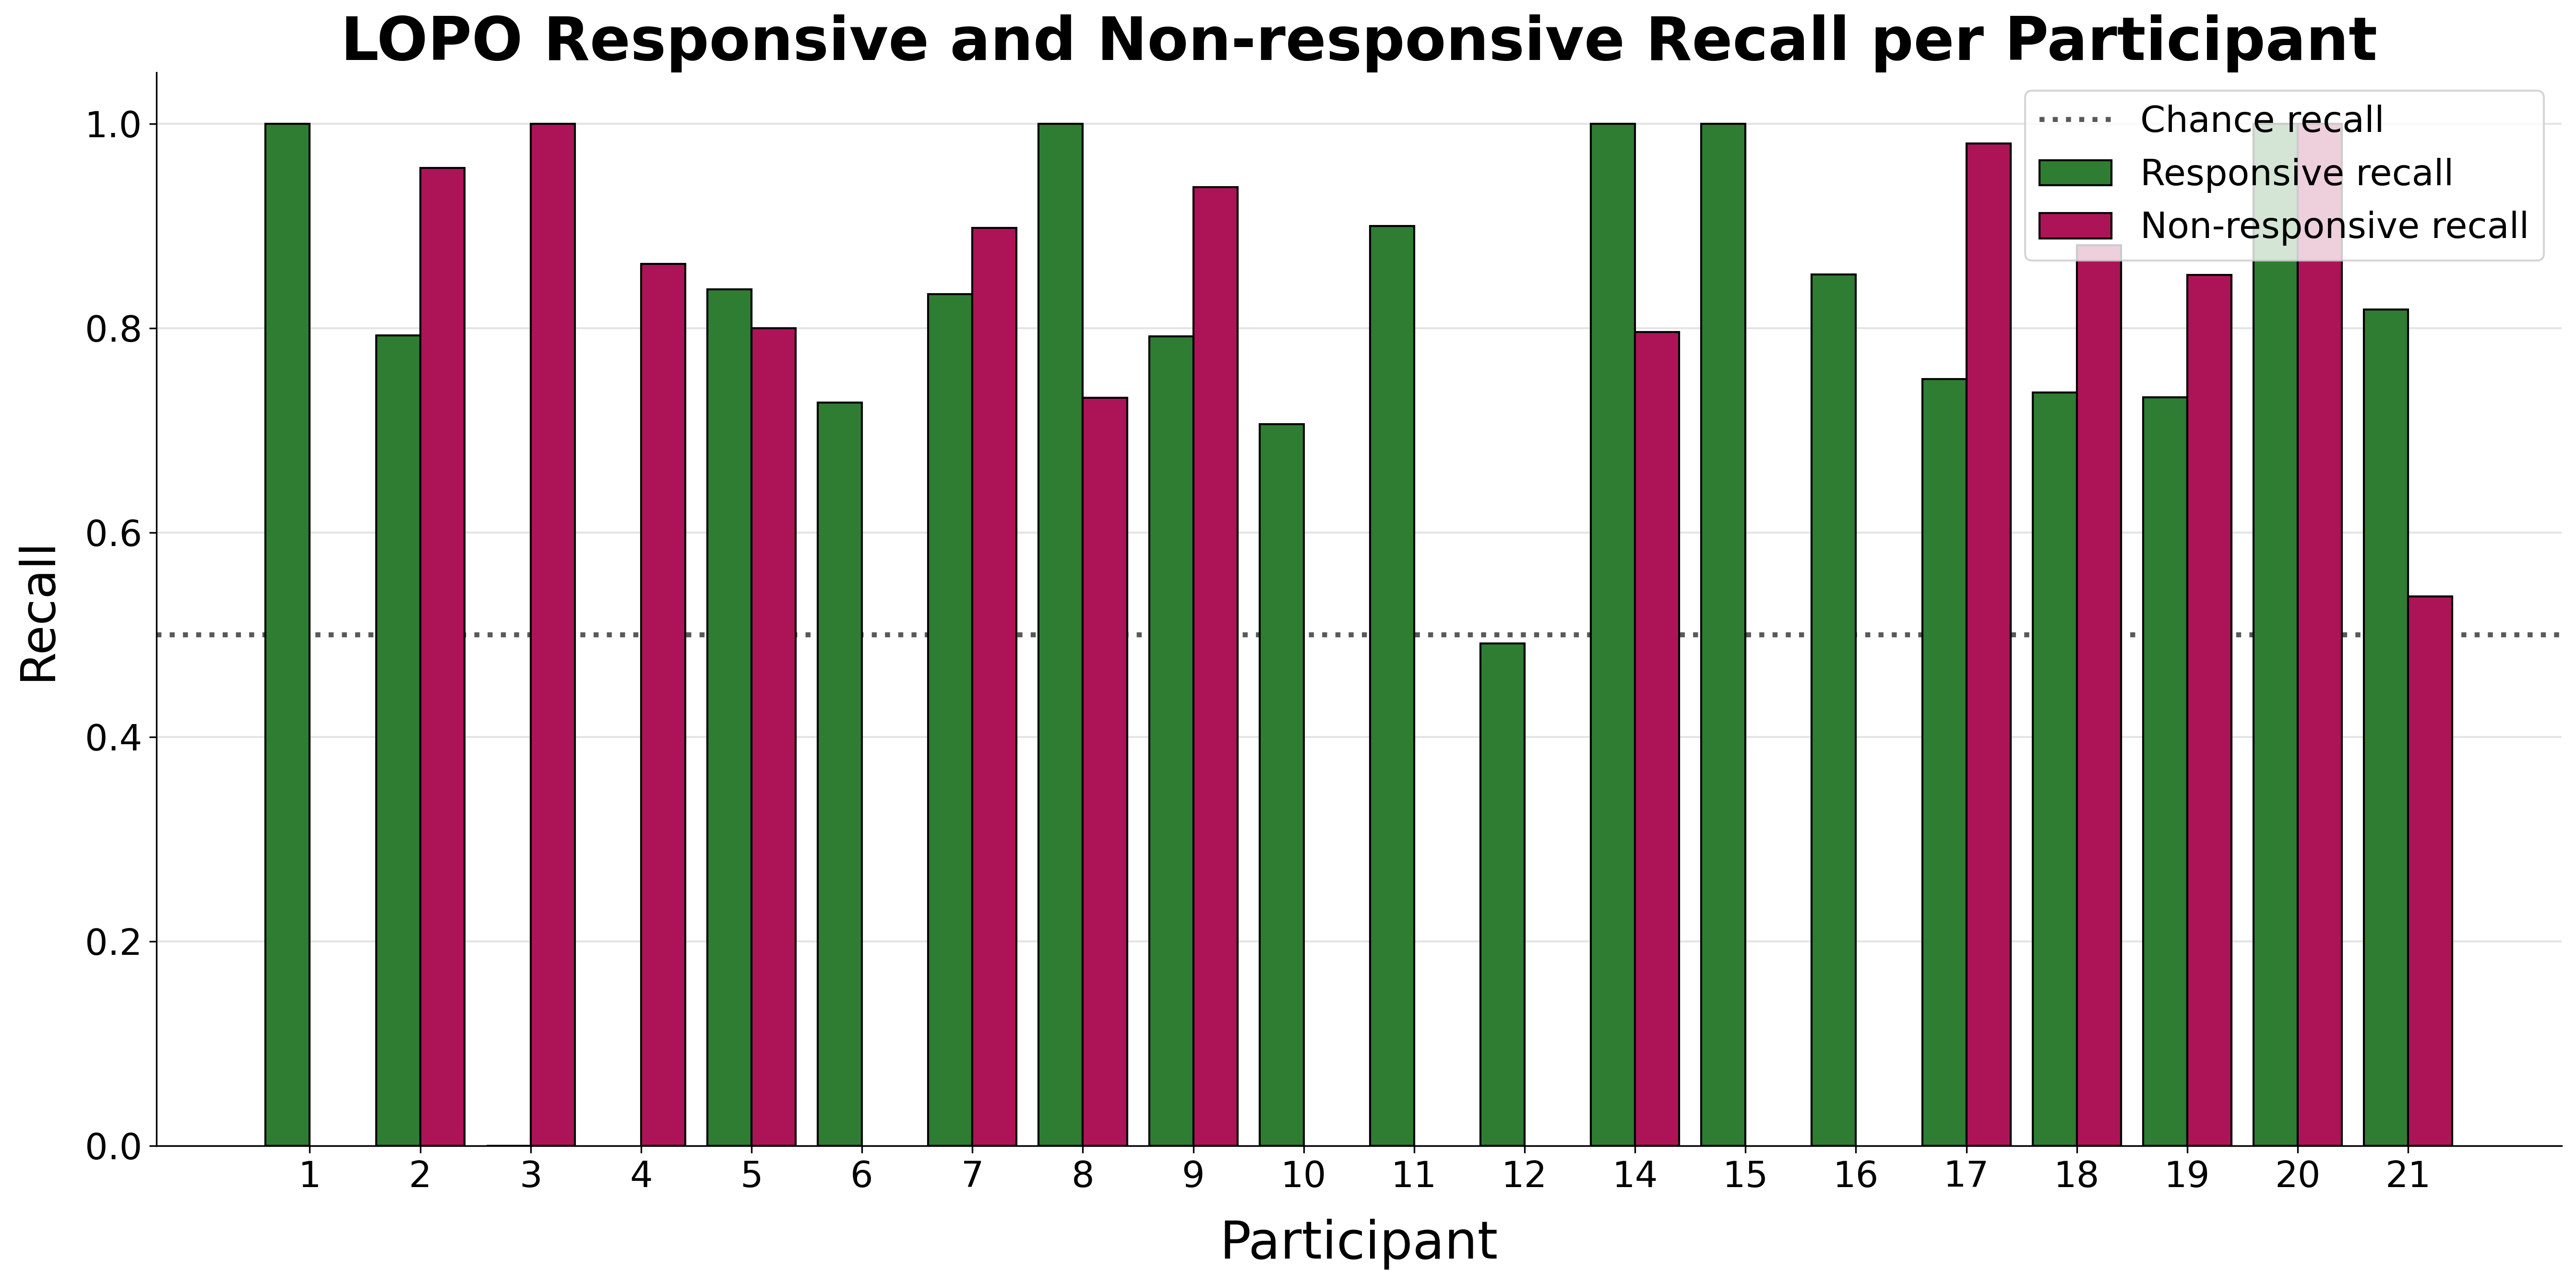 LOPO Responsive and Non-responsive Recall per Participant
Chance recall
Responsive recall
Non-responsive recall
1.0
0.8
0.6
0.4
0.2
0.0
Recall
1 2 3 4 5 6 7 8 9 10 11 12 14 15 16 17 18 19 20 21
Participant